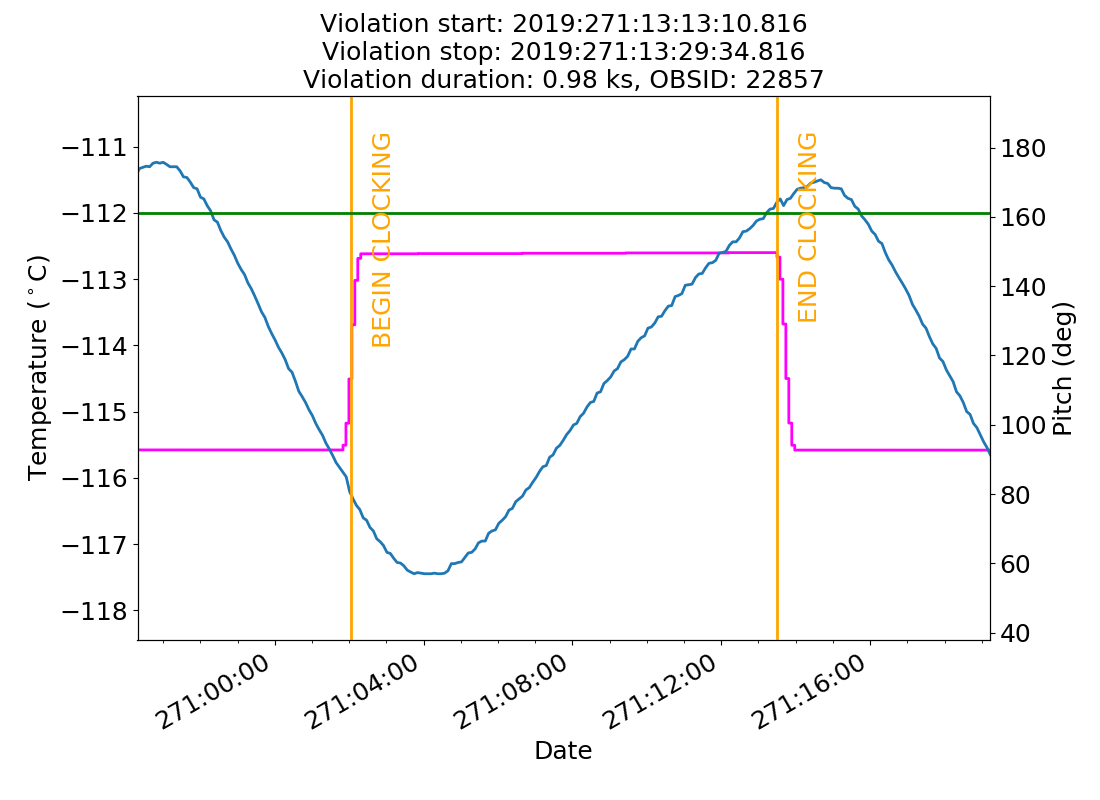 Violation start: 2019:271:13:13:10.816
Violation stop: 2019:271:13:29:34.816
Violation duration: 0.98 ks, OBSID: 22857
−111
−112
−113
−114
−115
−116
−117
−118
Temperature (°C)
BEGIN CLOCKING
END CLOCKING
180
160
140
120
100
80
60
40
Pitch (deg)
271:00:00
271:04:00
271:08:00
271:12:00
271:16:00
Date